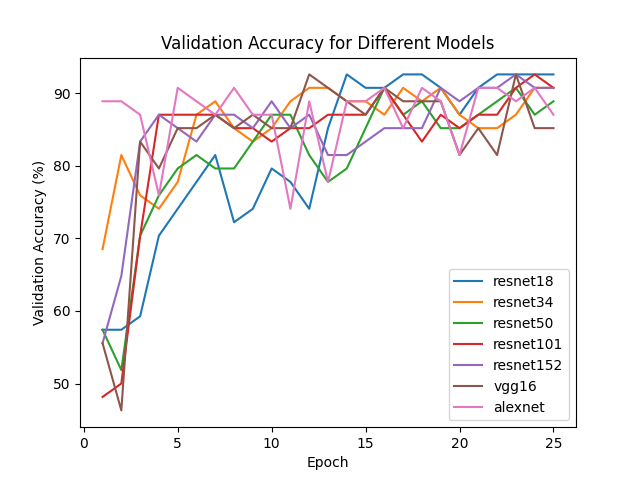 Validation Accuracy for Different Models
Validation Accuracy (%)
90
80
70
60
50
0
5
10
15
20
25
Epoch
resnet18
resnet34
resnet50
resnet101
resnet152
vgg16
alexnet